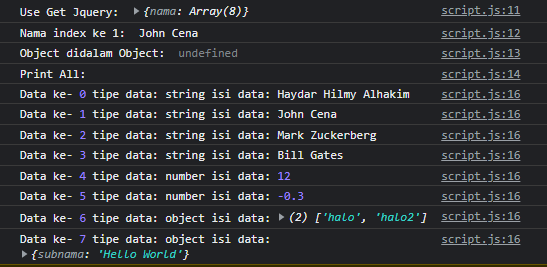 Use Get Jquery: ▶{nama: Array(8)} script.js:11
Nama index ke 1: John Cena script.js:12
Object didalam Object: undefined script.js:13
Print All: script.js:14
Data ke- 0 tipe data: string isi data: Haydar Hilmy Alhakim script.js:16
Data ke- 1 tipe data: string isi data: John Cena script.js:16
Data ke- 2 tipe data: string isi data: Mark Zuckerberg script.js:16
Data ke- 3 tipe data: string isi data: Bill Gates script.js:16
Data ke- 4 tipe data: number isi data: 12 script.js:16
Data ke- 5 tipe data: number isi data: -0.3 script.js:16
Data ke- 6 tipe data: object isi data: ▶(2) ['halo', 'halo2'] script.js:16
Data ke- 7 tipe data: object isi data: script.js:16
▶{subnama: 'Hello World'}